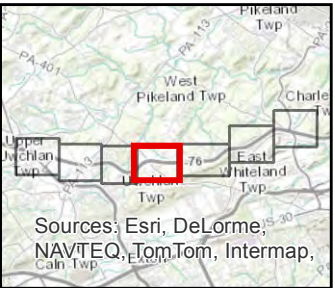 Pikeland
Twp
PA-113
PA-401
West
Pikeland Twp
Charle
Tw
Upper
Uwchlan
Twp
PA-113
-76
East
Whiteland
Twp
Twp
US-30
Caln Twp
Sources: Esri, DeLorme,
NAVTEQ, TomTom, Intermap,